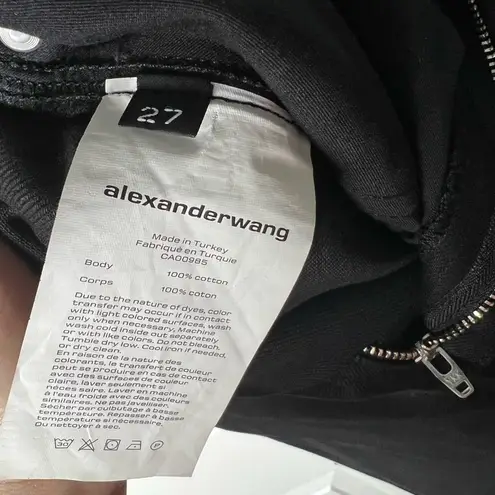 27
alexanderwang
Made in Turkey
Fabriqué en Turquie
CA00985
Body 100% cotton
Corps 100% coton
Due to the nature of dyes, color
transfer may occur if in contact
with light colored surfaces, wash
only when necessary. Machine
wash cold inside out separately
or with like colors. Do not bleach.
Tumble dry low. Cool iron if needed,
or dry clean.
En raison de la nature des
colorants, le transfert de couleur
peut se produire en cas de contact
avec des surfaces de couleur
claire, laver seulement si
nécessaire. Laver en machine
à l'eau froide avec des couleurs
similaires. Ne pas javelliser.
Sécher par culbutage à basse
température. Repasser à basse
température.
Ou nettoyer à sec.
30